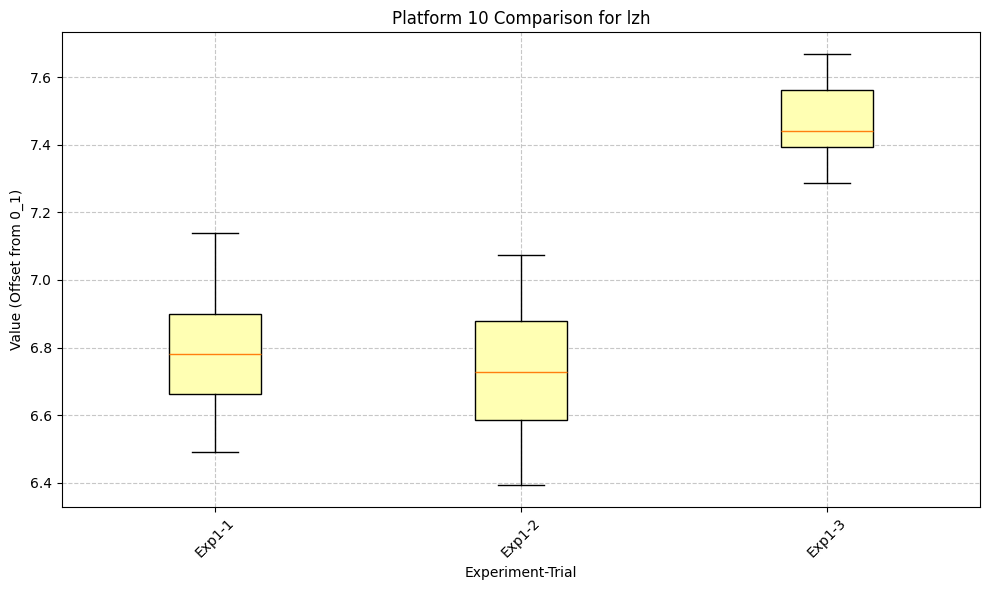 Platform 10 Comparison for lzh
Value (Offset from 0_1)
7.6
7.4
7.2
7.0
6.8
6.6
6.4
Exp1-1
Exp1-2
Exp1-3
Experiment-Trial